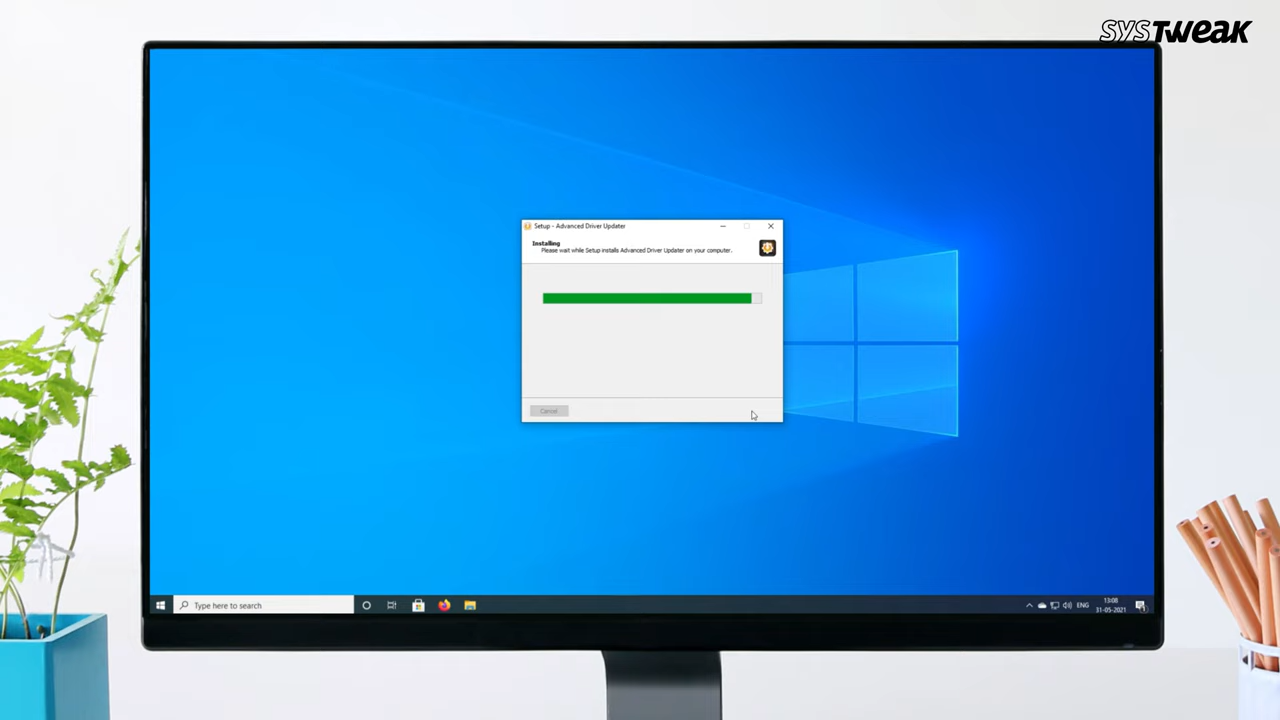 SYSTWEAK
Setup - Advanced Driver Updater
Installing
Please wait while Setup installs Advanced Driver Updater on your computer.
Cancel
Type here to search
ENG
13:08
31-05-2021